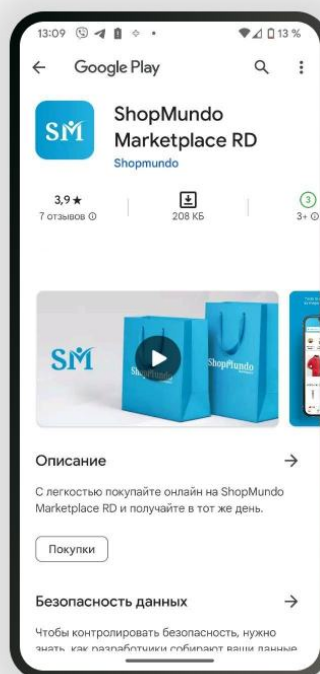 13:09
13 %
Google Play
SM
ShopMundo
Marketplace RD
Shopmundo
3,9★
7 отзывов
208 КБ
3
3+
SM
ShopMundo
ShopMundo
Описание
С легкостью покупайте онлайн на ShopMundo
Marketplace RD и получайте в тот же день.
Покупки
Безопасность данных
Чтобы контролировать безопасность, нужно
знать, как разработчики собирают ваши данные